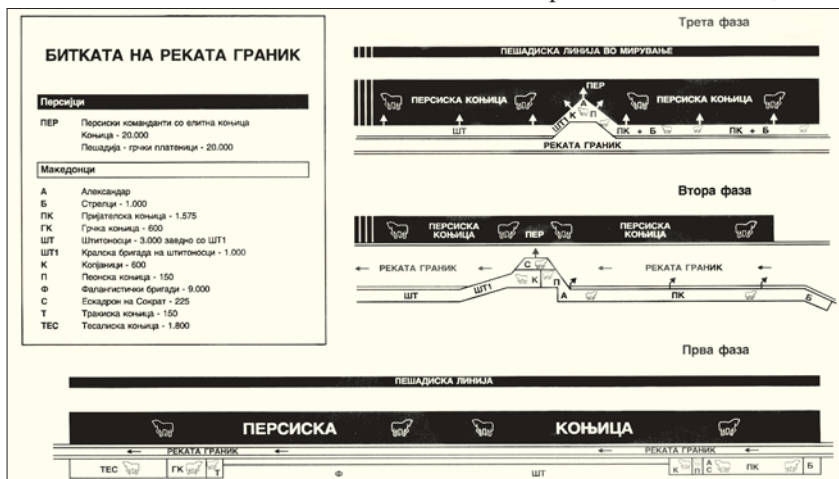 БИТКАТА НА РЕКАТА ГРАНИК
Персијци
ПЕР Персиски команданти со елитна коњица
Коњица - 20.000
Пешадија - грчки платеници - 20.000
Македонци
А Александар
Б Стрелци - 1.000
ПК Пријателска коњица - 1.575
ГК Грчка коњица - 600
ШТ Штитоносци - 3.000 заедно со ШТ1
ШТ1 Кралска бригада на штитоносци - 1.000
К Копјаници - 600
П Пеонска коњица - 150
Ф Фалангистички бригади - 9.000
С Ескадрон на Сократ - 225
Т Тракиска коњица - 150
ТЕС Тесалиска коњица - 1.800
Трета фаза
ПЕШАДИСКА ЛИНИЈА ВО МИРУВАЊЕ
ПЕР
ПЕРСИСКА КОЊИЦА ПЕРСИСКА КОЊИЦА
А
К П
ШТ ШТ1 ПК + Б ПК + Б
РЕКАТА ГРАНИК
Втора фаза
ПЕРСИСКА КОЊИЦА ПЕР ПЕРСИСКА КОЊИЦА
РЕКАТА ГРАНИК С РЕКАТА ГРАНИК
К П
ШТ ШТ1 А ПК Б
Прва фаза
ПЕШАДИСКА ЛИНИЈА
ПЕРСИСКА КОЊИЦА
РЕКАТА ГРАНИК РЕКАТА ГРАНИК
ТЕС ГК Т Ф ШТ К П А С ПК Б